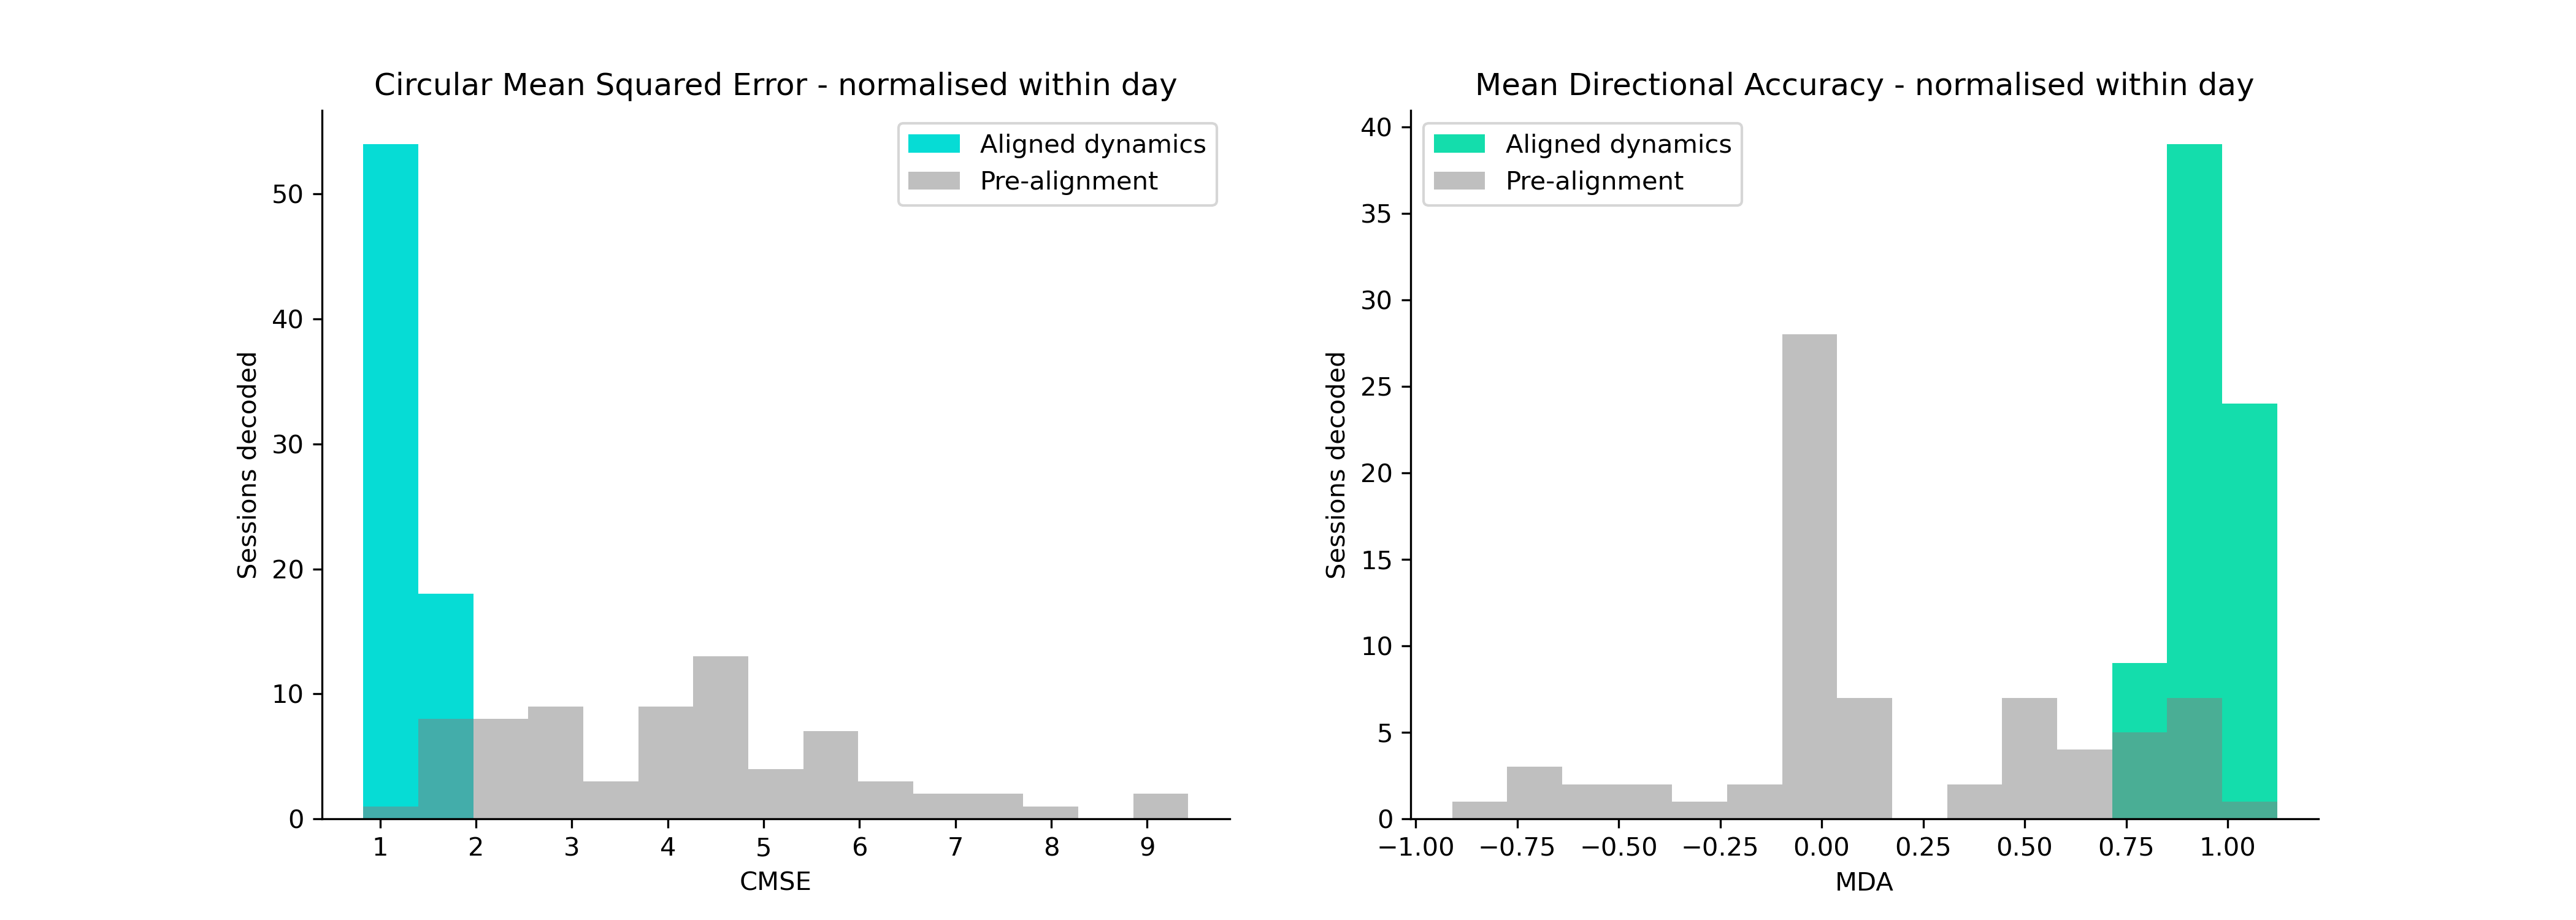 Circular Mean Squared Error - normalised within day
Aligned dynamics
Pre-alignment
Sessions decoded
50
40
30
20
10
0
1 2 3 4 5 6 7 8 9
CMSE
Mean Directional Accuracy - normalised within day
Aligned dynamics
Pre-alignment
Sessions decoded
40
35
30
25
20
15
10
5
0
−1.00 −0.75 −0.50 −0.25 0.00 0.25 0.50 0.75 1.00
MDA